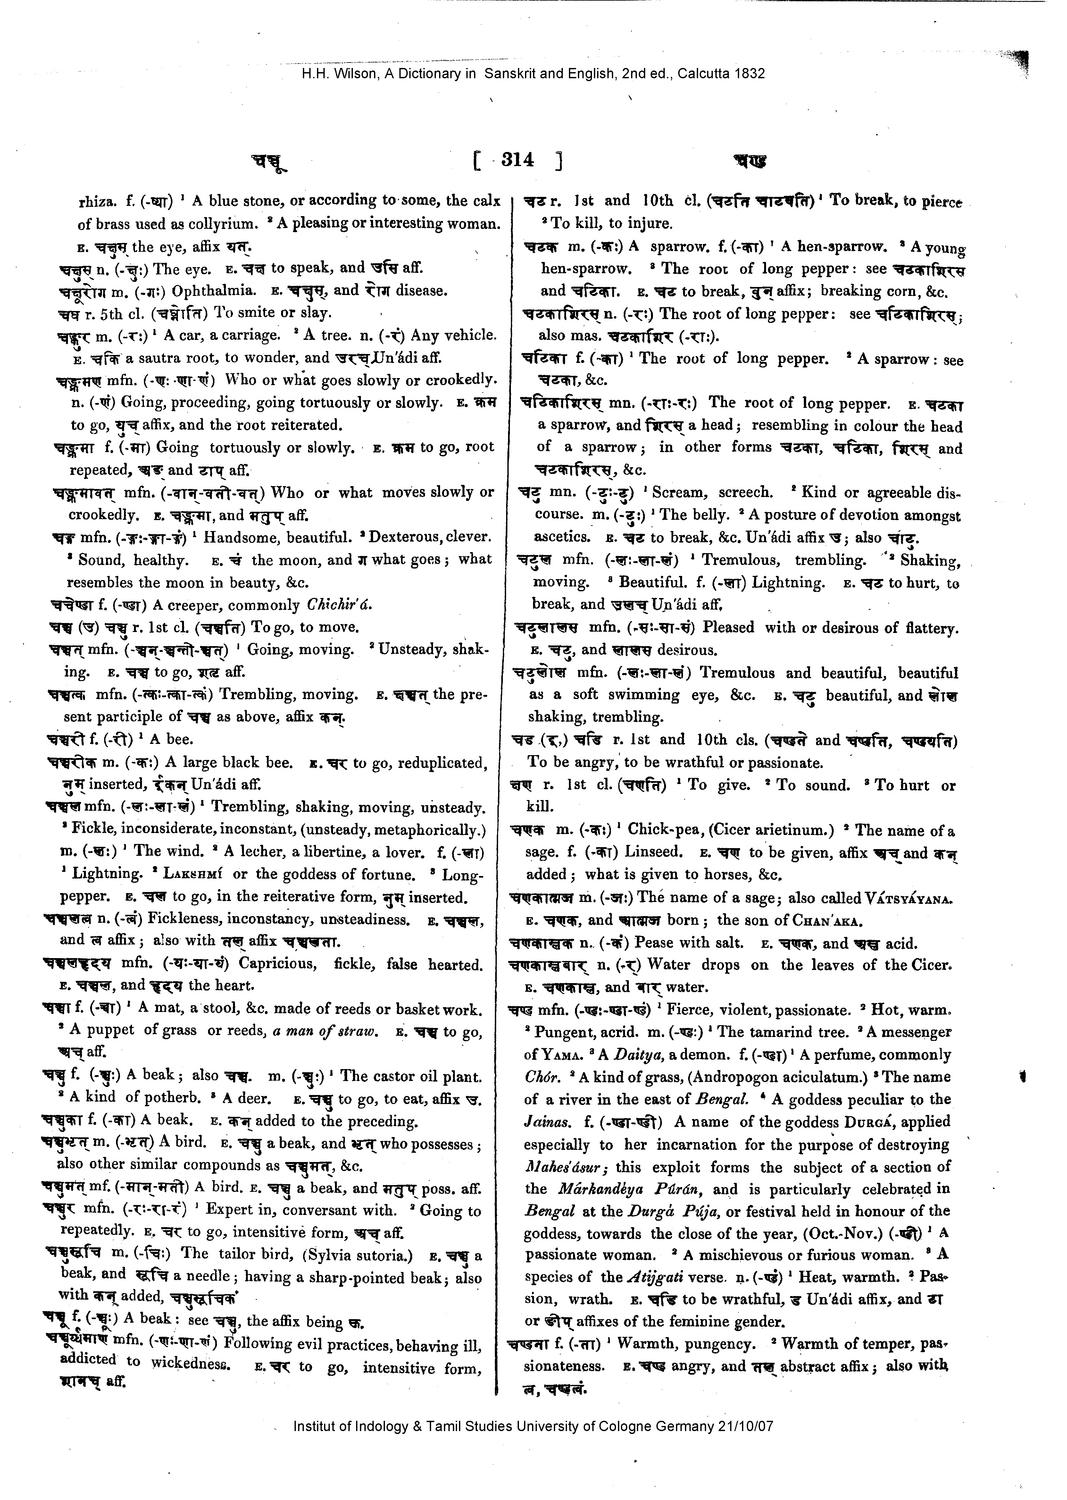 H.H. Wilson, A Dictionary in Sanskrit and English, 2nd ed., Calcutta 1832
चञ्चू [ 314 ] चण्ड
rhiza. f. (-ष्या) ¹ A blue stone, or according to some, the calx
of brass used as collyrium. ² A pleasing or interesting woman.
E. चक्षुस् the eye, affix यत्.
चक्षुस् n. (-क्षुः) The eye. E. चक्ष to speak, and उसि aff.
चक्षूरोग m. (-गः) Ophthalmia. E. चक्षुस्, and रोग disease.
चघ r. 5th cl. (चघ्नोति) To smite or slay.
चङ्कुर m. (-रः) ¹ A car, a carriage. ² A tree. n. (-रं) Any vehicle.
E. चकि a sautra root, to wonder, and उरच् Un'ádi aff.
चङ्क्रमण mfn. (-णः -णा-णं) Who or what goes slowly or crookedly.
n. (-णं) Going, proceeding, going tortuously or slowly. E. क्रम
to go, युच् affix, and the root reiterated.
चङ्क्रमा f. (-मा) Going tortuously or slowly. E. क्रम to go, root
repeated, अङ् and टाप् aff.
चङ्क्रमावत् mfn. (-वान्-वती-वत्) Who or what moves slowly or
crookedly. E. चङ्क्रमा, and मतुप् aff.
चङ्ग mfn. (-ङ्गः-ङ्गा-ङ्गं) ¹ Handsome, beautiful. ² Dexterous, clever.
³ Sound, healthy. E. चं the moon, and ग what goes; what
resembles the moon in beauty, &c.
चचेण्डा f. (-ण्डा) A creeper, commonly Chichir'á.
चञ्च (उ) चञ्चु r. 1st cl. (चञ्चति) To go, to move.
चञ्चत् mfn. (-ञ्चन्-ञ्चन्ती-ञ्चत्) ¹ Going, moving. ² Unsteady, shak-
ing. E. चञ्च to go, शतृ aff.
चञ्चत्क mfn. (-त्कः-त्का-त्कं) Trembling, moving. E. चञ्चत् the pre-
sent participle of चञ्च as above, affix कन्.
चञ्चरी f. (-री) ¹ A bee.
चञ्चरीक m. (-कः) A large black bee. E. चर to go, reduplicated,
नुम् inserted, ईकन् Un'ádi aff.
चञ्चल mfn. (-लः-ला-लं) ¹ Trembling, shaking, moving, unsteady.
² Fickle, inconsiderate, inconstant, (unsteady, metaphorically.)
m. (-लः) ¹ The wind. ² A lecher, a libertine, a lover. f. (-ला)
¹ Lightning. ² LAKSHMÍ or the goddess of fortune. ³ Long-
pepper. E. चल to go, in the reiterative form, नुम् inserted.
चञ्चलत्व n. (-त्वं) Fickleness, inconstancy, unsteadiness. E. चञ्चल,
and त्व affix; also with तल् affix चञ्चलता.
चञ्चलहृदय mfn. (-यः-या-यं) Capricious, fickle, false hearted.
E. चञ्चल, and हृदय the heart.
चञ्चा f. (-ञ्चा) ¹ A mat, a stool, &c. made of reeds or basket work.
² A puppet of grass or reeds, a man of straw. E. चञ्च to go,
अच् aff.
चञ्चु f. (-ञ्चुः) A beak; also चञ्चू. m. (-ञ्चुः) ¹ The castor oil plant.
² A kind of potherb. ³ A deer. E. चञ्चु to go, to eat, affix उ.
चञ्चुका f. (-का) A beak. E. कन् added to the preceding.
चञ्चुभृत् m. (-भृत्) A bird. E. चञ्चु a beak, and भृत् who possesses;
also other similar compounds as चञ्चुमत्, &c.
चञ्चुमत् mf. (-मान्-मती) A bird. E. चञ्चु a beak, and मतुप् poss. aff.
चञ्चुर mfn. (-रः-रा-रं) ¹ Expert in, conversant with. ² Going to
repeatedly. E. चर to go, intensitive form, अच् aff.
चञ्चुसूचि m. (-चिः) The tailor bird, (Sylvia sutoria.) E. चञ्चु a
beak, and सूचि a needle; having a sharp-pointed beak; also
with कन् added, चञ्चुसूचिकं
चञ्चू f. (-ञ्चूः) A beak: see चञ्चु, the affix being ऊ.
चञ्चूर्य्यमाण mfn. (-णः-णा-णं) Following evil practices, behaving ill,
addicted to wickedness. E. चर to go, intensitive form,
शानच् aff.
चट r. 1st and 10th cl. (चटति चाटयति) ¹ To break, to pierce
² To kill, to injure.
चटक m. (-कः) A sparrow. f. (-का) ¹ A hen-sparrow. ² A young
hen-sparrow. ³ The root of long pepper: see चटकाशिरस्
and चटिका. E. चट to break, वुन् affix; breaking corn, &c.
चटकाशिरस् n. (-रः) The root of long pepper: see चटिकाशिरस्;
also mas. चटकाशिर (-राः).
चटिका f. (-का) ¹ The root of long pepper. ² A sparrow: see
चटका, &c.
चटिकाशिरस् mn. (-राः-रः) The root of long pepper. E. चटका
a sparrow, and शिरस् a head; resembling in colour the head
of a sparrow; in other forms चटका, चटिका, शिरस् and
चटकाशिरस्, &c.
चटु mn. (-टुः-टु) ¹ Scream, screech. ² Kind or agreeable dis-
course. m. (-टुः) ¹ The belly. ² A posture of devotion amongst
ascetics. E. चट to break, &c. Un'ádi affix उ; also चाटु.
चटुल mfn. (-लः-ला-लं) ¹ Tremulous, trembling. ² Shaking,
moving. ³ Beautiful. f. (-ला) Lightning. E. चट to hurt, to
break, and उलच् Un'ádi aff.
चटुलालस mfn. (-सः-सा-सं) Pleased with or desirous of flattery.
E. चटु, and लालस desirous.
चटुलोल mfn. (-लः-ला-लं) Tremulous and beautiful, beautiful
as a soft swimming eye, &c. E. चटु beautiful, and लोल
shaking, trembling.
चड (इ,) चडि r. 1st and 10th cls. (चण्डते and चण्डति, चण्डयति)
To be angry, to be wrathful or passionate.
चण r. 1st cl. (चणति) ¹ To give. ² To sound. ³ To hurt or
kill.
चणक m. (-कः) ¹ Chick-pea, (Cicer arietinum.) ² The name of a
sage. f. (-का) Linseed. E. चण to be given, affix अच् and कन्
added; what is given to horses, &c.
चणकात्मज m. (-जः) The name of a sage; also called VÁTSYÁYANA.
E. चणक, and आत्मज born; the son of CHAN'AKA.
चणकाम्लक n. (-कं) Pease with salt. E. चणक, and अम्ल acid.
चणकाम्लवार् n. (-र्) Water drops on the leaves of the Cicer.
E. चणकाम्ल, and वार् water.
चण्ड mfn. (-ण्डः-ण्डा-ण्डं) ¹ Fierce, violent, passionate. ² Hot, warm.
³ Pungent, acrid. m. (-ण्डः) ¹ The tamarind tree. ² A messenger
of YAMA. ³ A Daitya, a demon. f. (-ण्डा) ¹ A perfume, commonly
Chór. ² A kind of grass, (Andropogon aciculatum.) ³ The name
of a river in the east of Bengal. ⁴ A goddess peculiar to the
Jainas. f. (-ण्डा-ण्डी) A name of the goddess DURGÁ, applied
especially to her incarnation for the purpose of destroying
Mahes'ásur; this exploit forms the subject of a section of
the Márkandéya Púrán, and is particularly celebrated in
Bengal at the Durgá Púja, or festival held in honour of the
goddess, towards the close of the year, (Oct.-Nov.) (-ण्डी) ¹ A
passionate woman. ² A mischievous or furious woman. ³ A
species of the Atijgati verse. n. (-ण्डं) ¹ Heat, warmth. ² Pas-
sion, wrath. E. चडि to be wrathful, ड Un'ádi affix, and टाप्
or ङीष् affixes of the feminine gender.
चण्डता f. (-ता) ¹ Warmth, pungency. ² Warmth of temper, pas-
sionateness. E. चण्ड angry, and तल् abstract affix; also with
त्व, चण्डत्वं.
Institut of Indology & Tamil Studies University of Cologne Germany 21/10/07